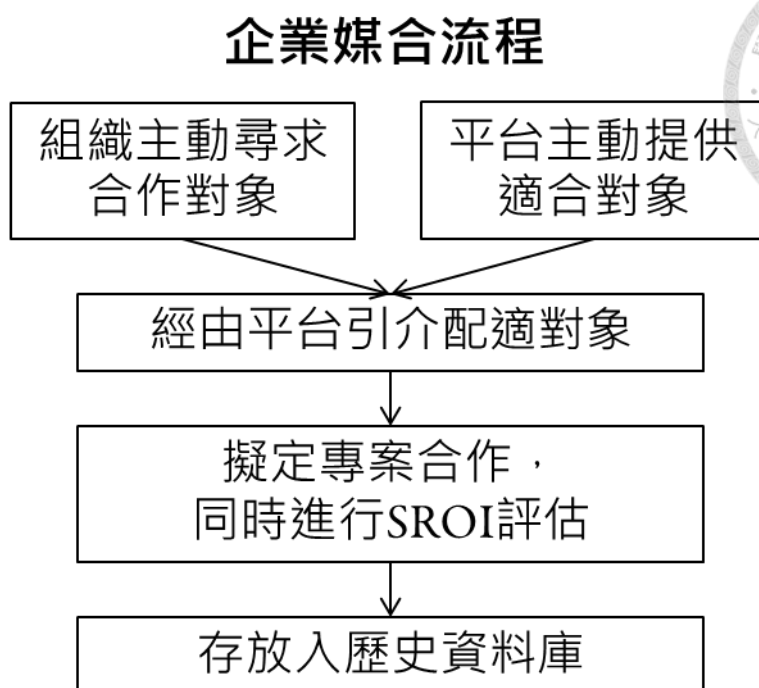 企業媒合流程
組織主動尋求
合作對象
平台主動提供
適合對象
經由平台引介配適對象
擬定專案合作，
同時進行SROI評估
存放入歷史資料庫